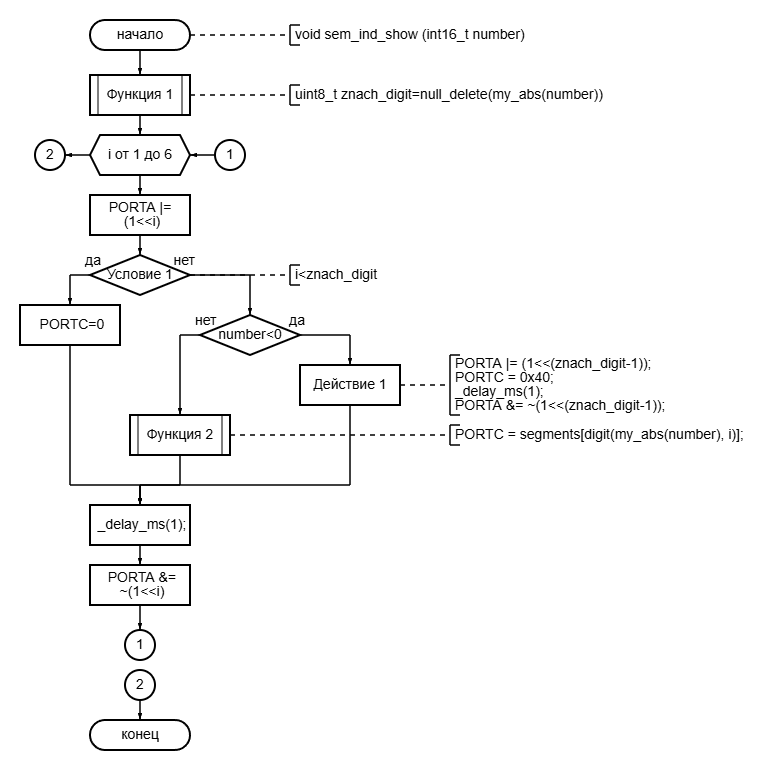 начало
void sem_ind_show (int16_t number)
Функция 1
uint8_t znach_digit=null_delete(my_abs(number))
2
i от 1 до 6
1
PORTA |=
(1<<i)
да
Условие 1
нет
i<znach_digit
PORTC=0
нет
number<0
да
Действие 1
PORTA |= (1<<(znach_digit-1));
PORTC = 0x40;
_delay_ms(1);
PORTA &= ~(1<<(znach_digit-1));
Функция 2
PORTC = segments[digit(my_abs(number), i)];
_delay_ms(1);
PORTA &=
~(1<<i)
1
2
конец